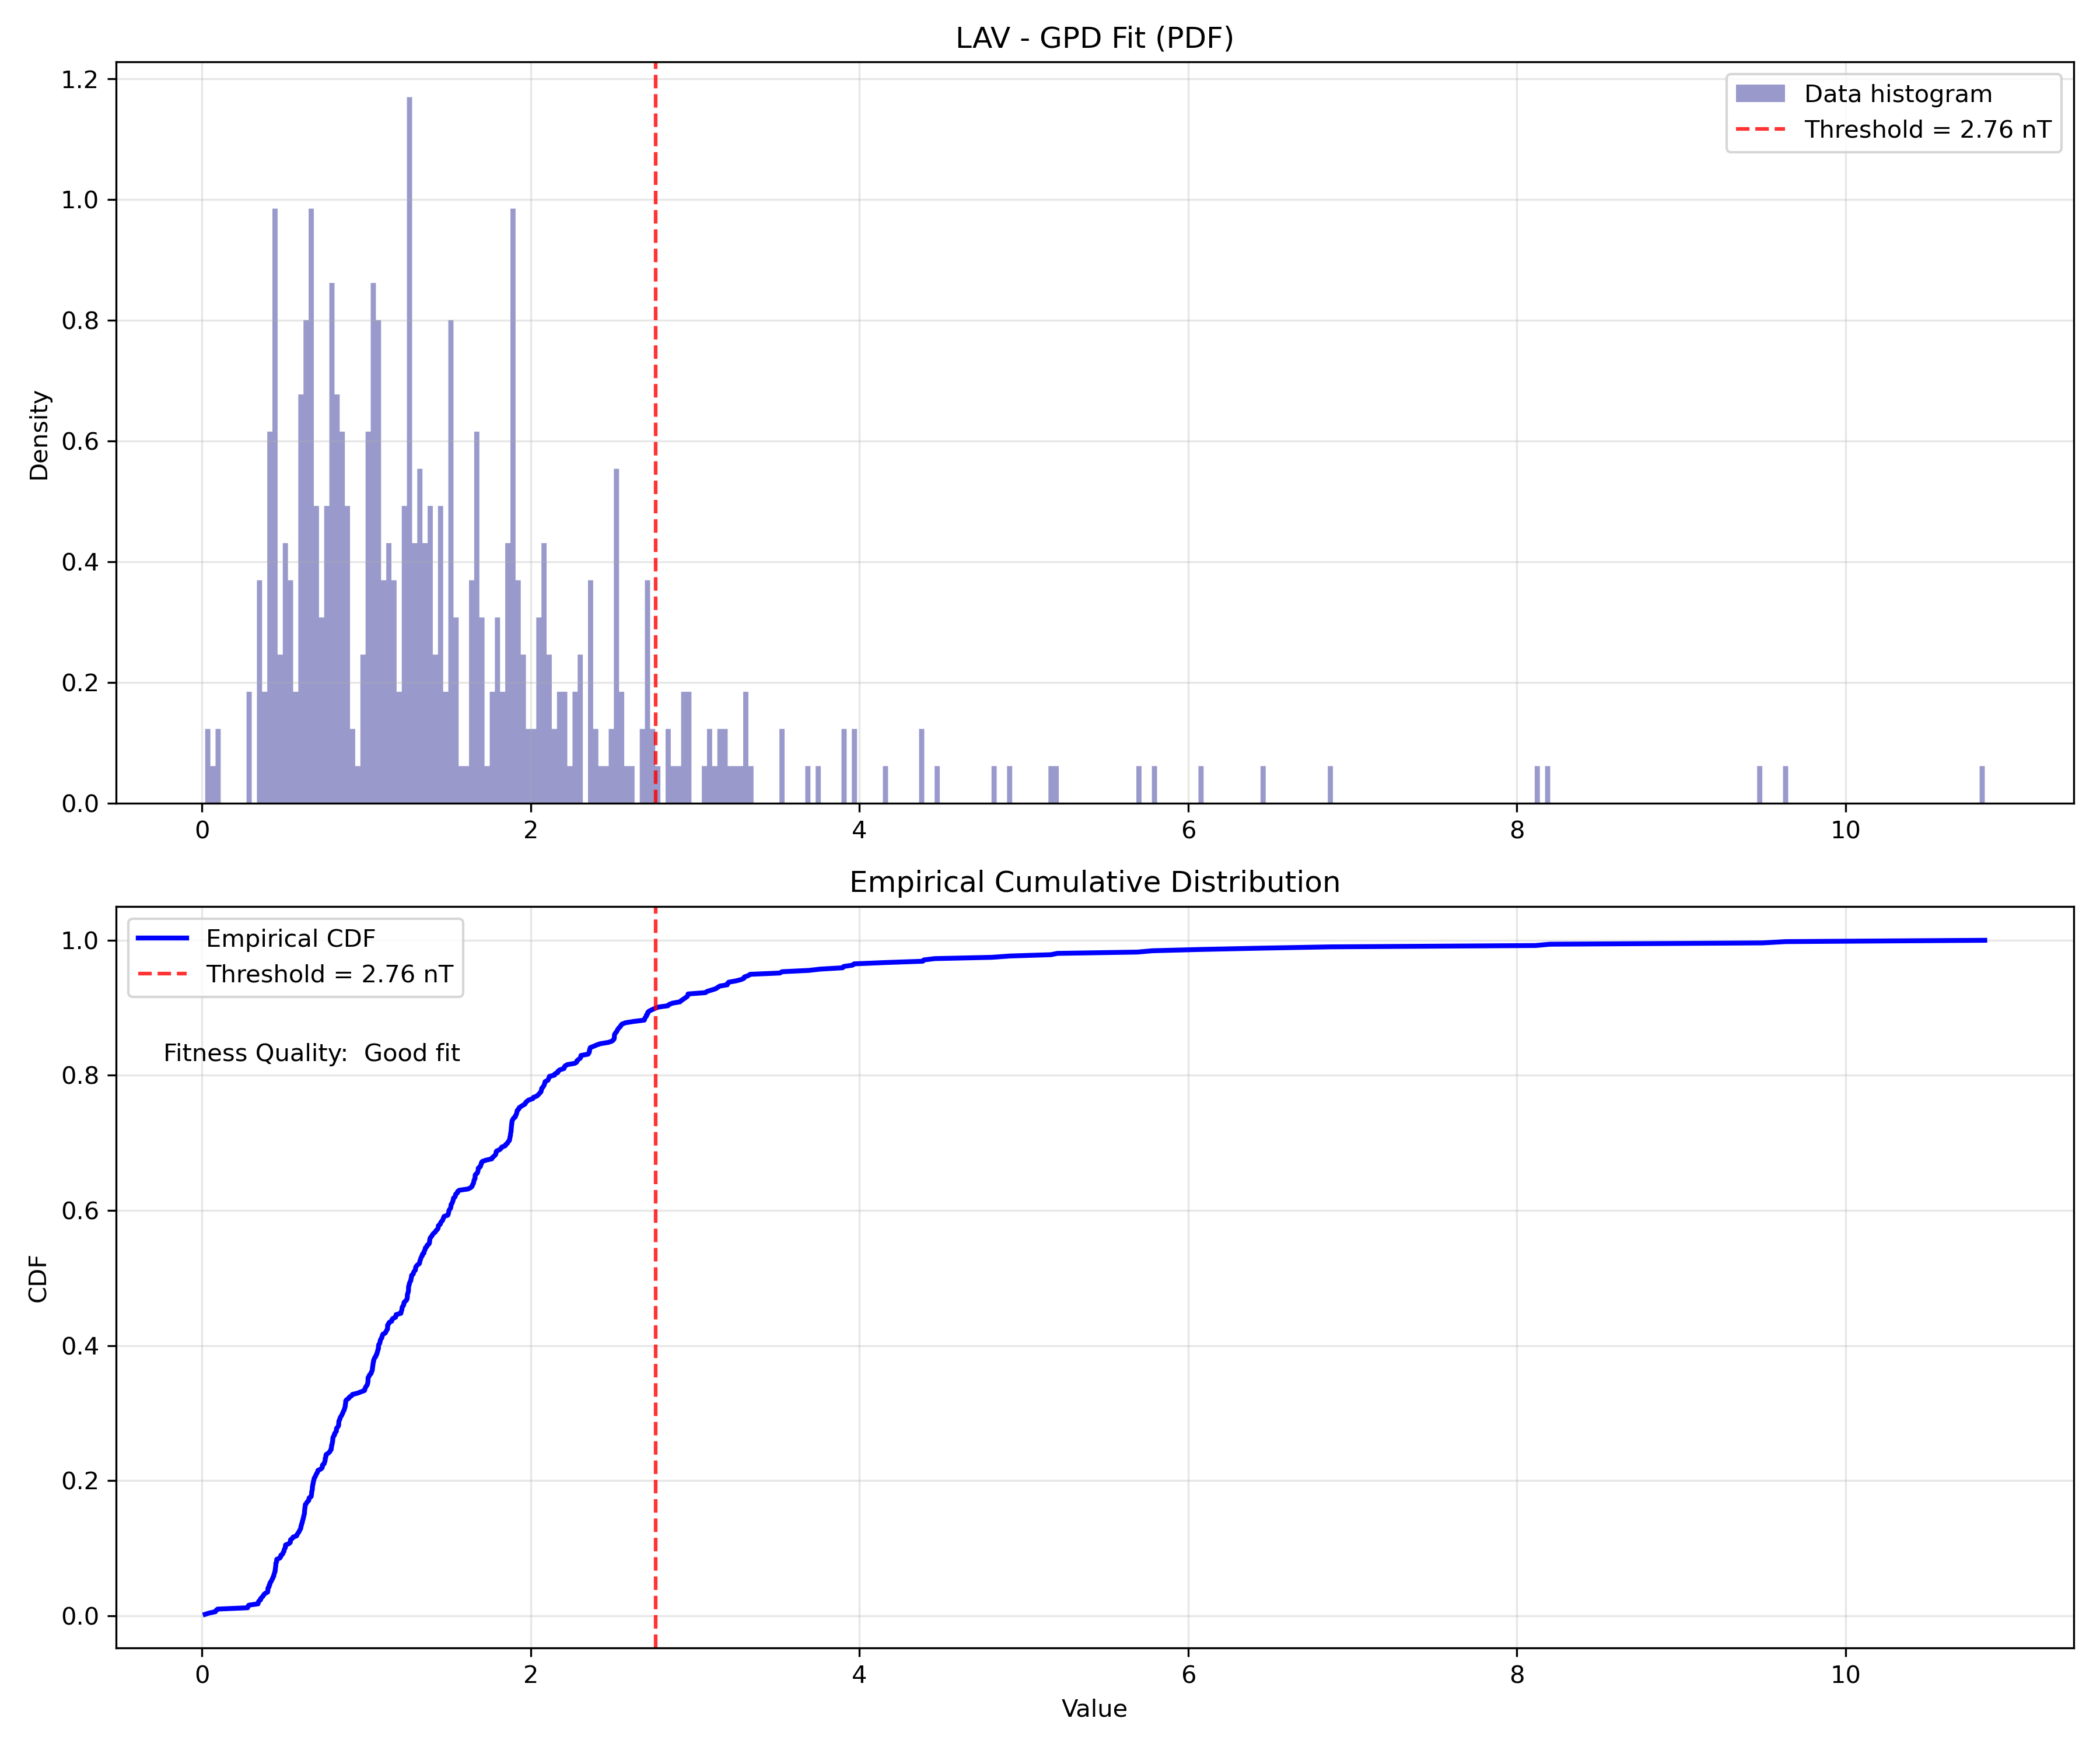 LAV - GPD Fit (PDF)
1.2
1.0
0.8
0.6
0.4
0.2
0.0
Density
Data histogram
Threshold = 2.76 nT
0 2 4 6 8 10
Empirical Cumulative Distribution
1.0
0.8
0.6
0.4
0.2
0.0
CDF
Empirical CDF
Threshold = 2.76 nT
Fitness Quality:  Good fit
0 2 4 6 8 10
Value